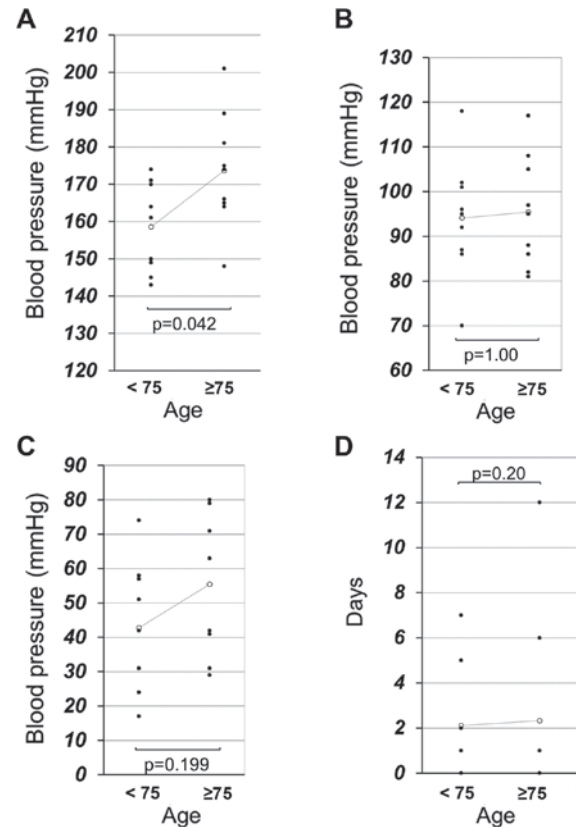 A
Blood pressure (mmHg)
210
200
190
180
170
160
150
140
130
120
p=0.042
< 75
≥75
Age
B
Blood pressure (mmHg)
130
120
110
100
90
80
70
60
p=1.00
< 75
≥75
Age
C
Blood pressure (mmHg)
90
80
70
60
50
40
30
20
10
0
p=0.199
< 75
≥75
Age
D
Days
14
12
10
8
6
4
2
0
p=0.20
< 75
≥75
Age